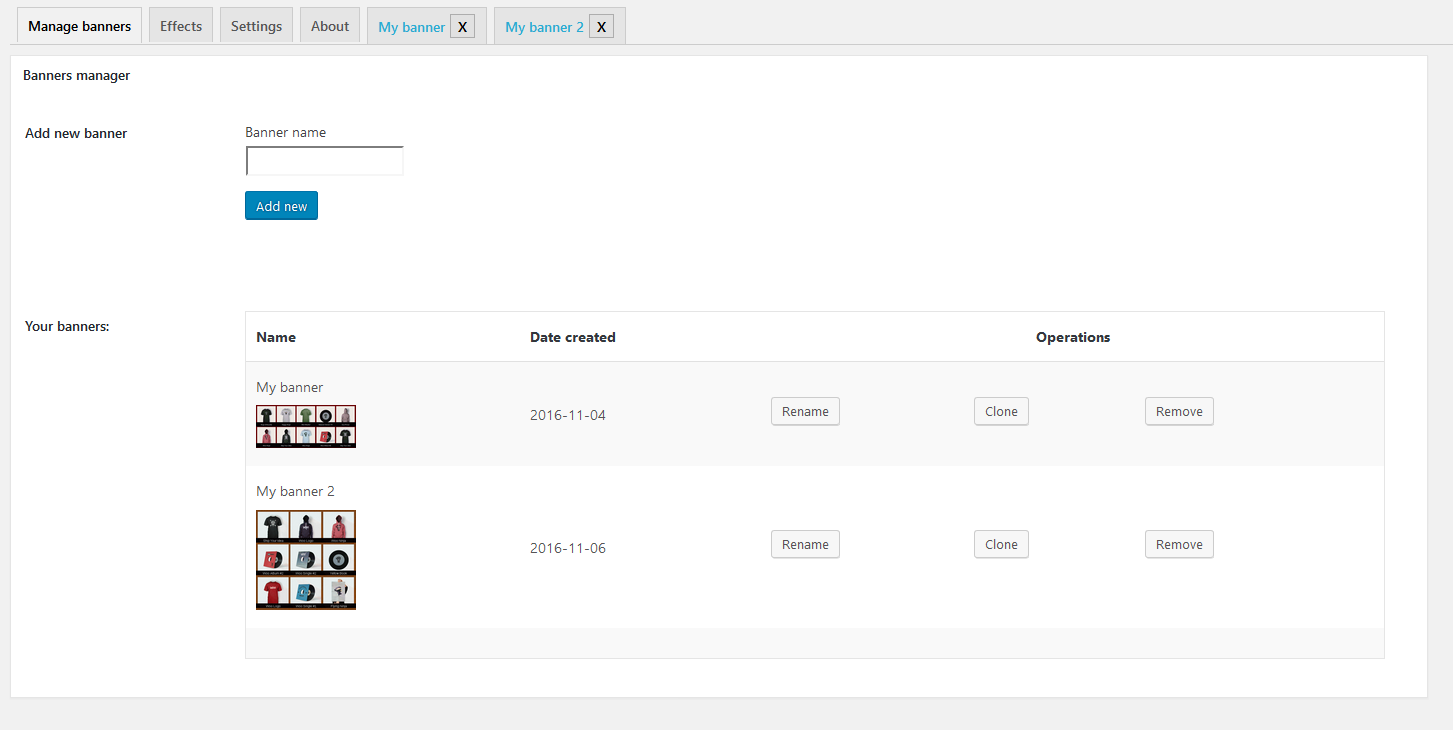 Manage banners Effects Settings About My banner X My banner 2 X
Banners manager
Add new banner Banner name
Add new
Your banners:
Name Date created Operations
My banner
2016-11-04 Rename Clone Remove
My banner 2
2016-11-06 Rename Clone Remove